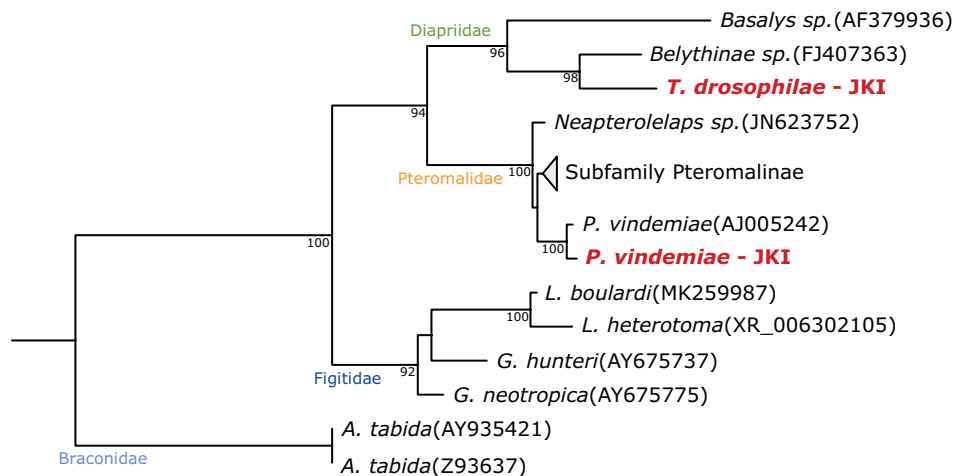 Basalys sp.(AF379936)
Diapriidae
96
Belythinae sp.(FJ407363)
98
T. drosophilae - JKI
94
Neapterolelaps sp.(JN623752)
100
Subfamily Pteromalinae
Pteromalidae
P. vindemiae(AJ005242)
100
100
P. vindemiae - JKI
L. boulardi(MK259987)
100
L. heterotoma(XR_006302105)
G. hunteri(AY675737)
92
Figitidae
G. neotropica(AY675775)
A. tabida(AY935421)
Braconidae
A. tabida(Z93637)